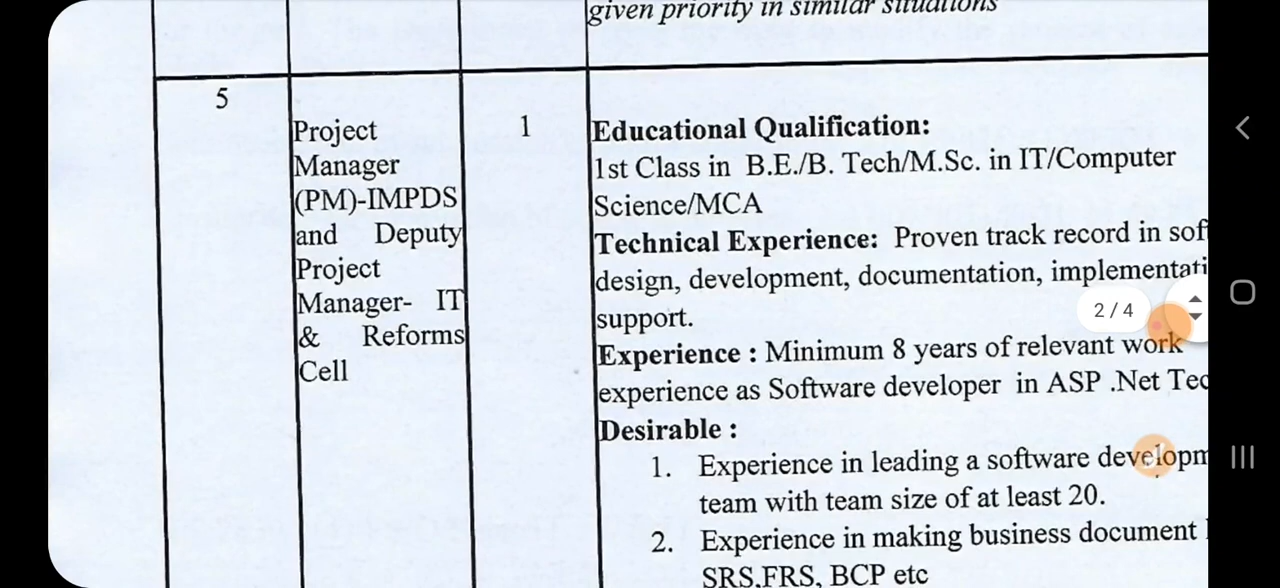 given priority in similar situations
5
Project
Manager
(PM)-IMPDS
and Deputy
Project
Manager- IT
& Reforms
Cell
1
Educational Qualification:
1st Class in B.E./B. Tech/M.Sc. in IT/Computer
Science/MCA
Technical Experience: Proven track record in sof
design, development, documentation, implementati
support.
Experience : Minimum 8 years of relevant work
experience as Software developer in ASP .Net Tec
Desirable :
1. Experience in leading a software developm
team with team size of at least 20.
2. Experience in making business document
SRS,FRS, BCP etc
2 / 4